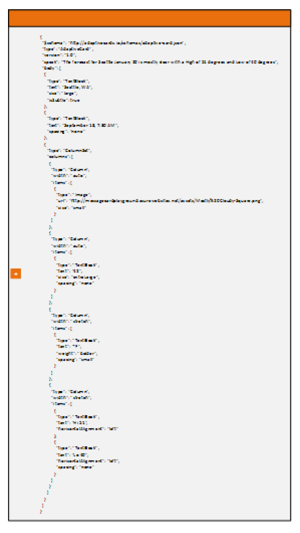 {
"$schema": "http://adaptivecards.io/schemas/adaptive-card.json",
"type": "AdaptiveCard",
"version": "1.0",
"speak": "The forecast for Seattle January 20 is mostly clear with a High of 51 degrees and Low of 40 degrees",
"body": [
{
"type": "TextBlock",
"text": "Seattle, WA",
"size": "large",
"isSubtle": true
},
{
"type": "TextBlock",
"text": "September 18, 7:30 AM",
"spacing": "none"
},
{
"type": "ColumnSet",
"columns": [
{
"type": "Column",
"width": "auto",
"items": [
{
"type": "Image",
"url": "http://messagecardplayground.azurewebsites.net/assets/Mostly%20Cloudy-Square.png",
"size": "small"
}
]
},
{
"type": "Column",
"width": "auto",
"items": [
{
"type": "TextBlock",
"text":
"size": "extraLarge",
"spacing": "none"
}
]
},
{
"type": "Column",
"width": "stretch",
"items": [
{
"type": "TextBlock",
"text": "°F",
"weight": "bolder",
"spacing": "small"
}
]
},
{
"type": "Column",
"width": "stretch",
"items": [
{
"type": "TextBlock",
"text": "Hi 51",
"horizontalAlignment": "left"
},
{
"type": "TextBlock",
"text": "Lo 40",
"horizontalAlignment": "left",
"spacing": "none"
}
]
}
]
}
]
}